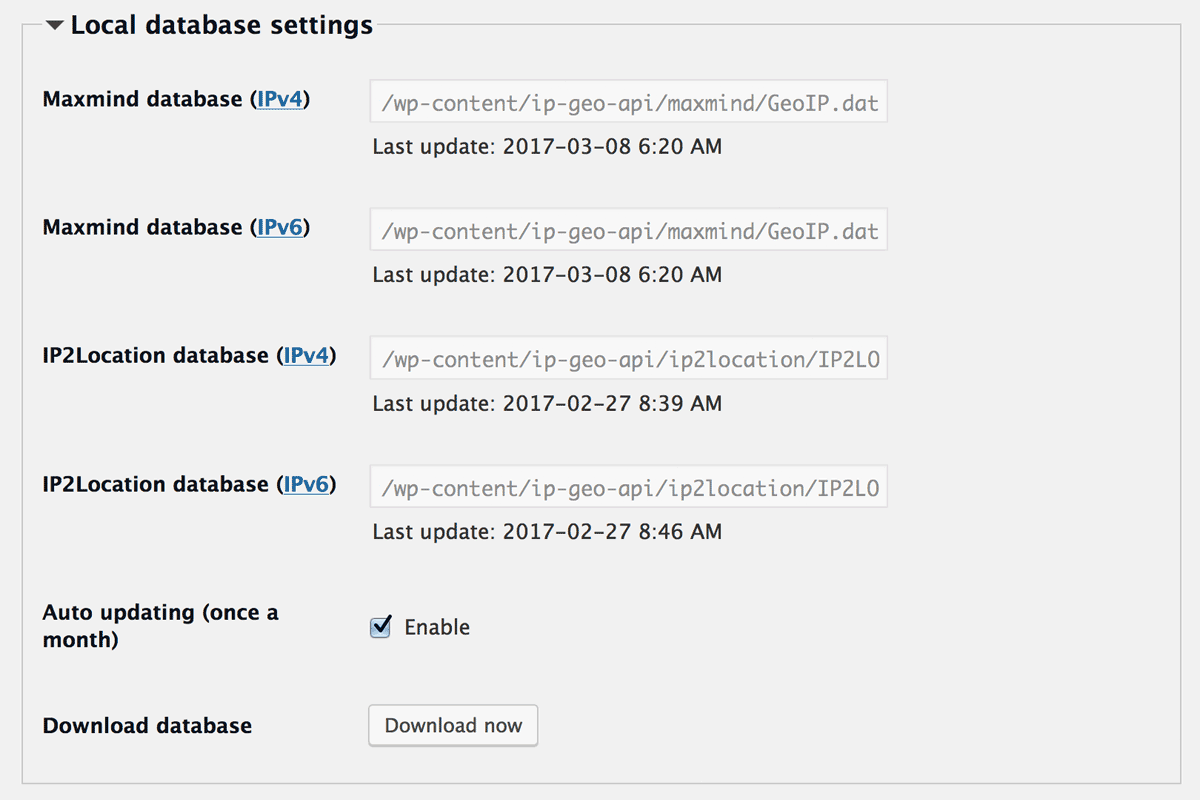 Local database settings
Maxmind database (IPv4)
/wp-content/ip-geo-api/maxmind/GeoIP.dat
Last update: 2017-03-08 6:20 AM
Maxmind database (IPv6)
/wp-content/ip-geo-api/maxmind/GeoIP.dat
Last update: 2017-03-08 6:20 AM
IP2Location database (IPv4)
/wp-content/ip-geo-api/ip2location/IP2LO
Last update: 2017-02-27 8:39 AM
IP2Location database (IPv6)
/wp-content/ip-geo-api/ip2location/IP2LO
Last update: 2017-02-27 8:46 AM
Auto updating (once a
month)
Enable
Download database
Download now